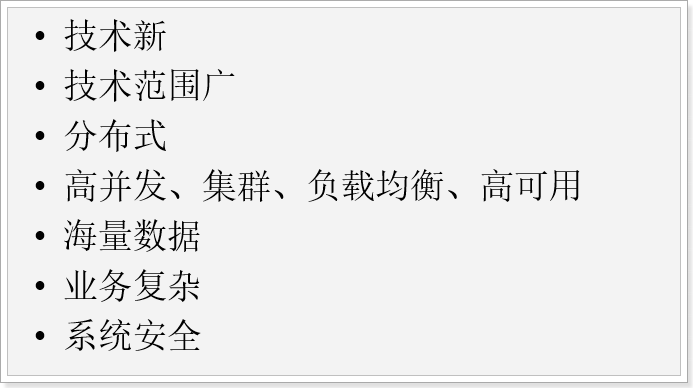 • 技术新
• 技术范围广
• 分布式
• 高并发、集群、负载均衡、高可用
• 海量数据
• 业务复杂
• 系统安全